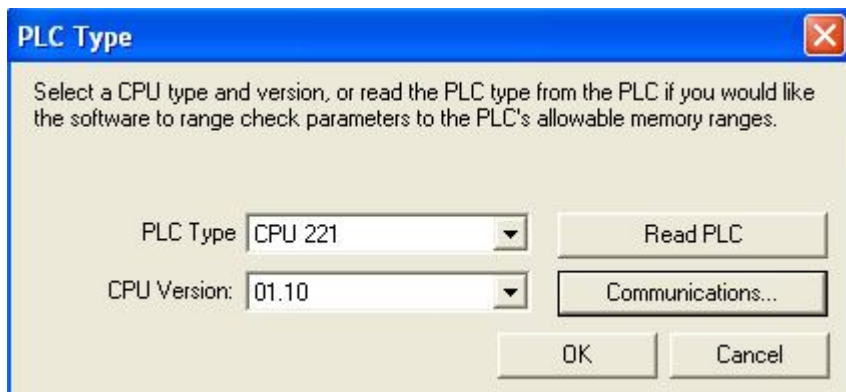 PLC Type
Select a CPU type and version, or read the PLC type from the PLC if you would like
the software to range check parameters to the PLC's allowable memory ranges.
PLC Type CPU 221 Read PLC
CPU Version: 01.10 Communications...
OK Cancel